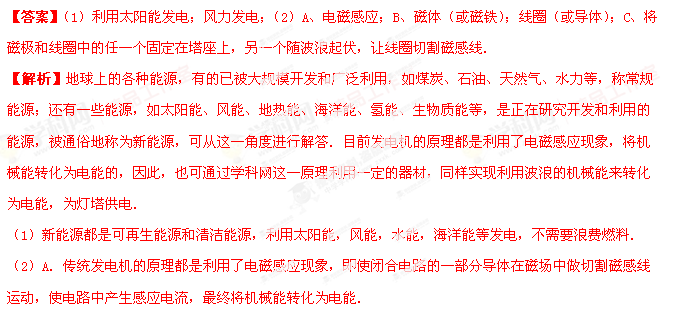 【答案】（1）利用太阳能发电；风力发电；（2）A、电磁感应；B、磁体（或磁铁）；线圈（或导体）；C、将
磁极和线圈中的任一个固定在塔座上，另一个随波浪起伏，让线圈切割磁感线．
【解析】地球上的各种能源，有的已被大规模开发和广泛利用，如煤炭、石油、天然气、水力等，称常规
能源；还有一些能源，如太阳能、风能、地热能、海洋能、氢能、生物质能等，是正在研究开发和利用的
能源，被通俗地称为新能源，可从这一角度进行解答．目前发电机的原理都是利用了电磁感应现象，将机
械能转化为电能的，因此，也可通过学科网这一原理利用一定的器材，同样实现利用波浪的机械能来转化
为电能，为灯塔供电．
（1）新能源都是可再生能源和清洁能源，利用太阳能，风能，水能，海洋能等发电，不需要浪费燃料．
（2）A．传统发电机的原理都是利用了电磁感应现象，即使闭合电路的一部分导体在磁场中做切割磁感线
运动，使电路中产生感应电流，最终将机械能转化为电能．